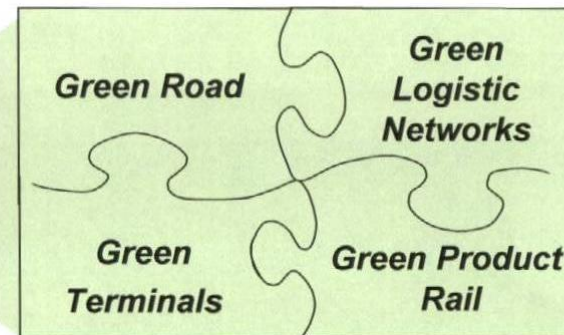 Green Road
Green
Logistic
Networks
Green
Terminals
Green Product
Rail